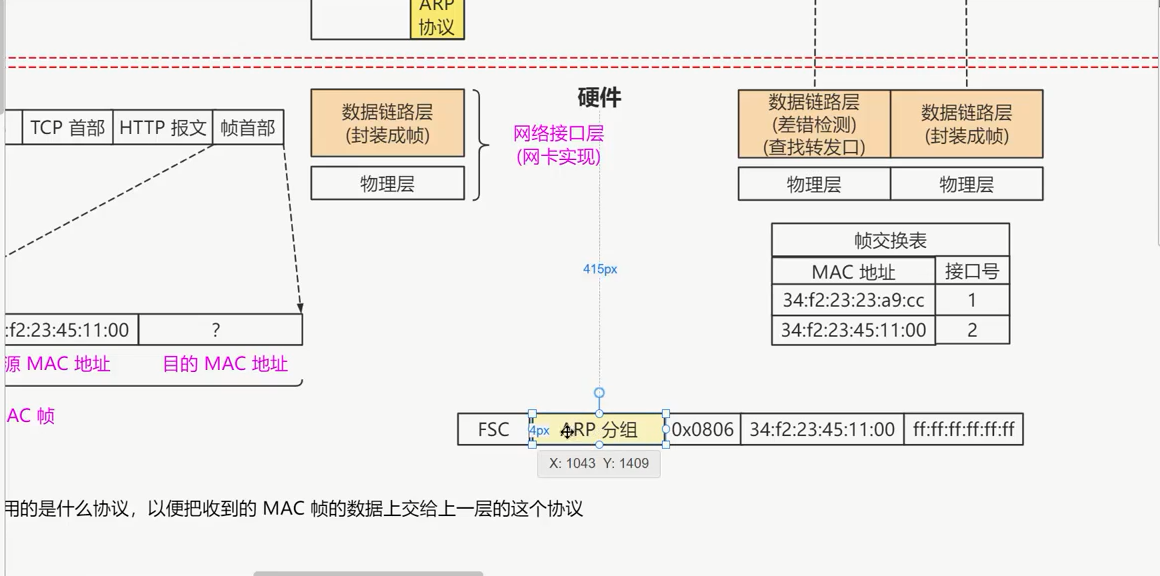 ARP
协议
TCP 首部
HTTP 报文
帧首部
数据链路层
(封装成帧)
物理层
硬件
网络接口层
(网卡实现)
数据链路层
(差错检测)
(查找转发口)
数据链路层
(封装成帧)
物理层
物理层
帧交换表
MAC 地址
接口号
34:f2:23:23:a9:cc
1
34:f2:23:45:11:00
2
415px
:f2:23:45:11:00
?
源 MAC 地址
目的 MAC 地址
AC 帧
FSC
4px
ARP 分组
0x0806
34:f2:23:45:11:00
ff:ff:ff:ff:ff:ff
X: 1043 Y: 1409
用的是什么协议，以便把收到的 MAC 帧的数据上交给上一层的这个协议